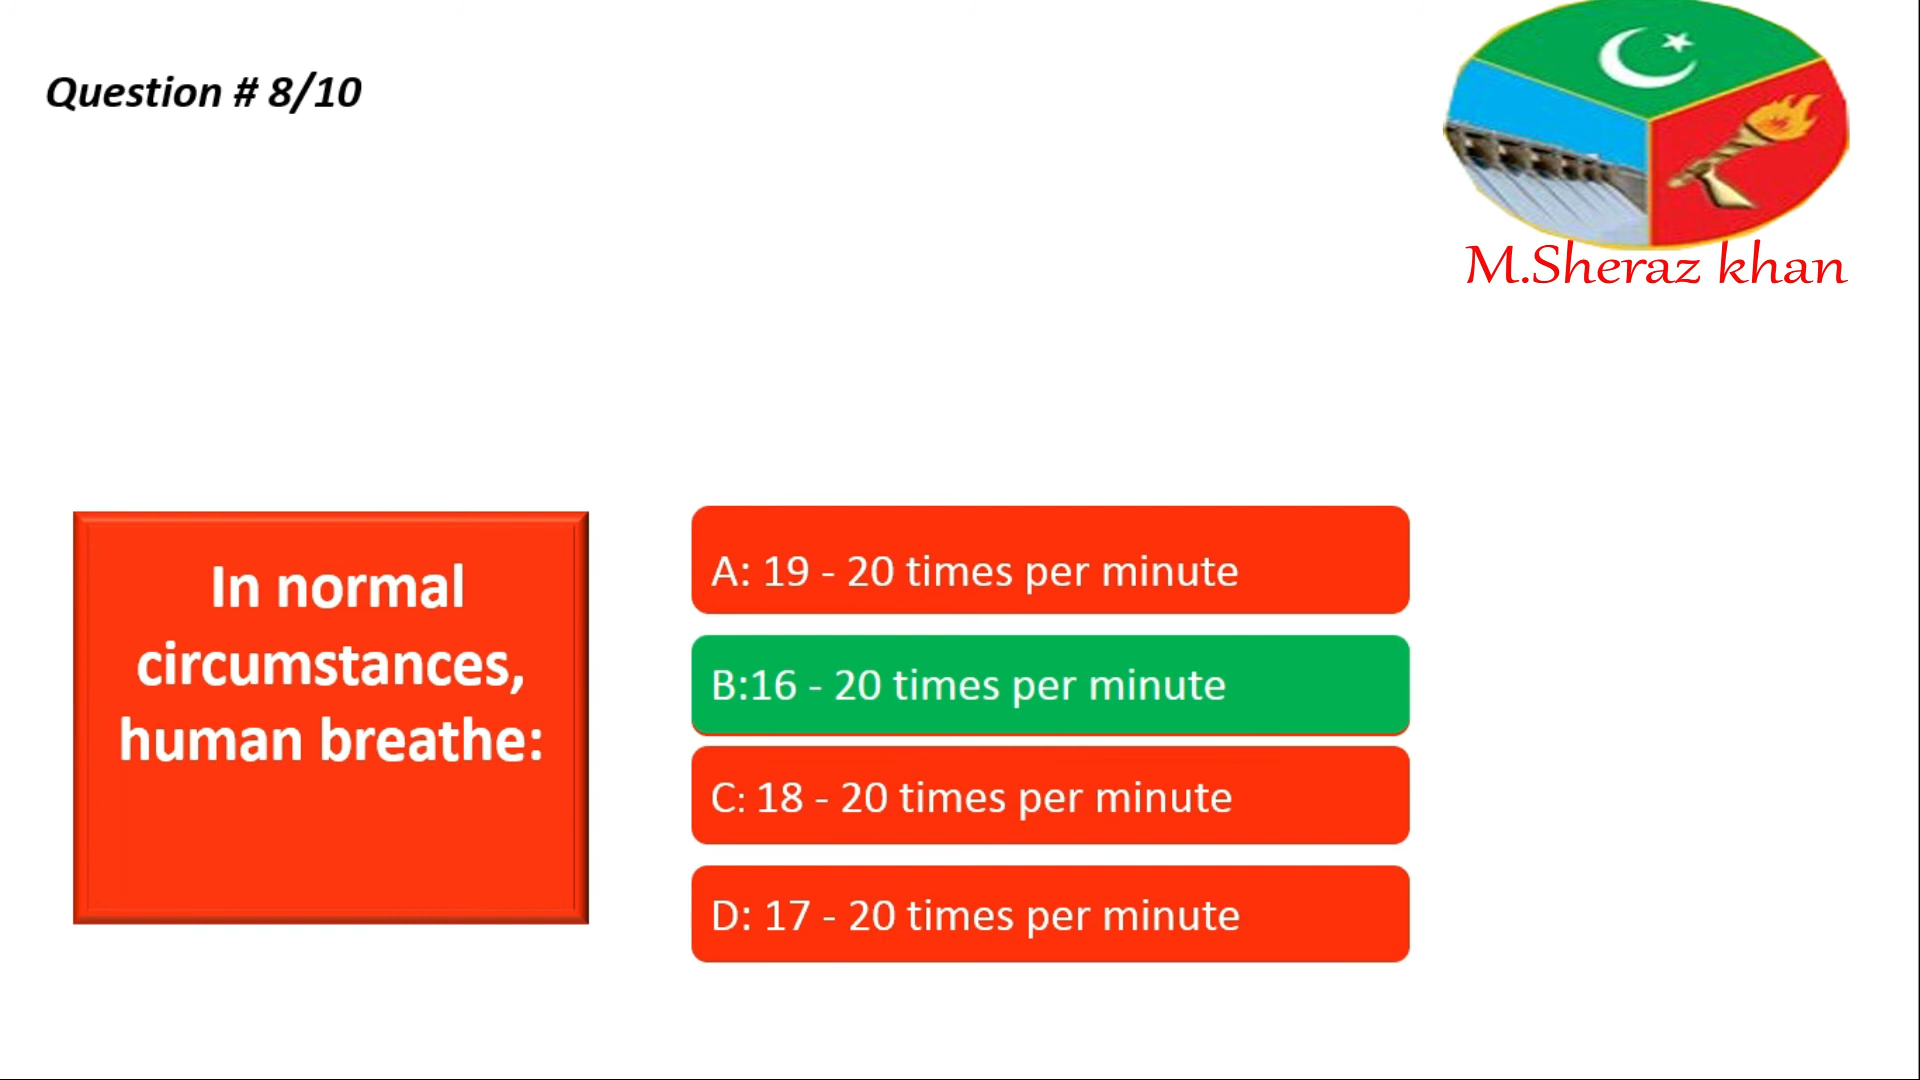 Question # 8/10
M.Sheraz khan
In normal
circumstances,
human breathe:
A: 19 - 20 times per minute
B:16 - 20 times per minute
C: 18 - 20 times per minute
D: 17 - 20 times per minute